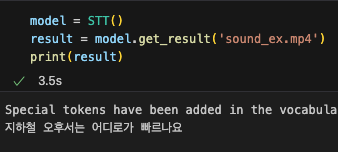 model = STT()
result = model.get_result('sound_ex.mp4')
print(result)
✓ 3.5s
Special tokens have been added in the vocabula
지하철 오후서는 어디로가 빠르나요